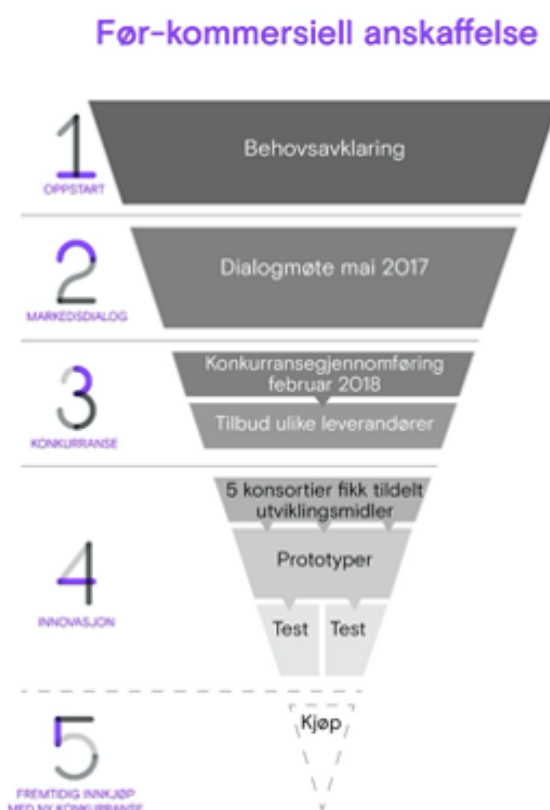 Før-kommersiell anskaffelse
1
OPPSTART
Behovsavklaring
2
MARKEDSDIALOG
Dialogmøte mai 2017
3
KONKURRANSE
Konkurransegjennomføring
februar 2018
Tilbud ulike leverandører
4
INNOVASJON
5 konsortier fikk tildelt
utviklingsmidler
Prototyper
Test Test
5
FREMTIDIG INNKJØP
MED NY KONKURRANSE
Kjøp